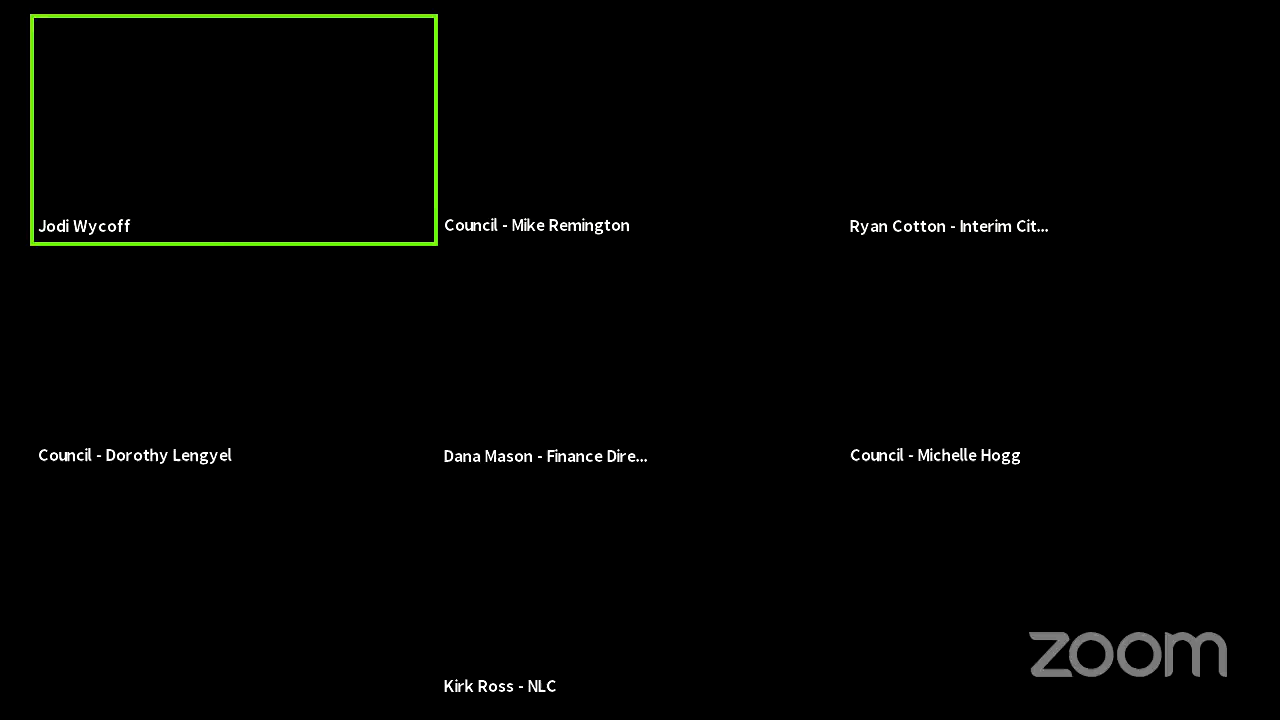 Jodi Wycoff
Council - Mike Remington
Ryan Cotton - Interim Cit...
Council - Dorothy Lengyel
Dana Mason - Finance Dire...
Council - Michelle Hogg
Kirk Ross - NLC
zoom